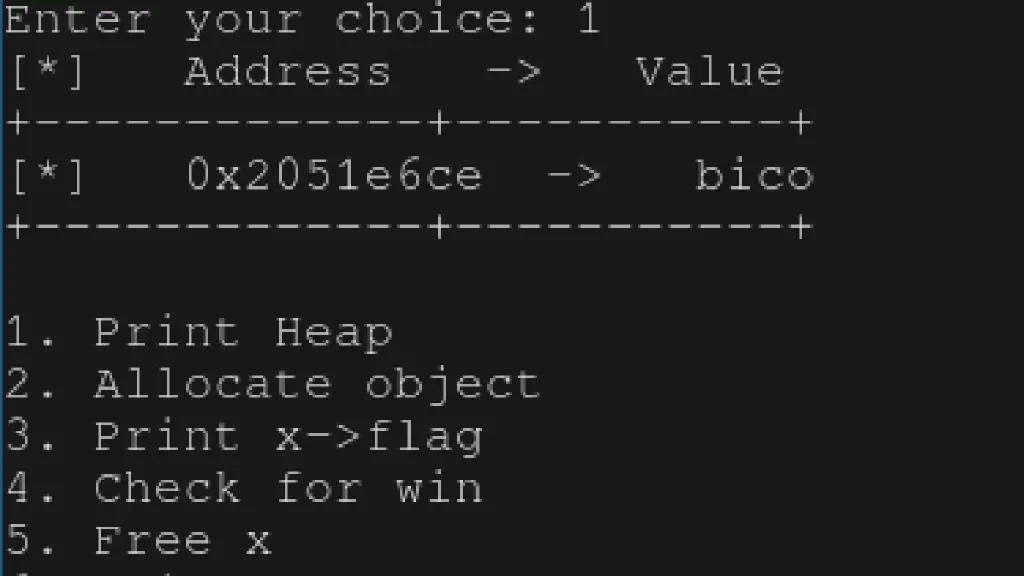 Enter your choice: 1
[*]   Address   ->   Value
+-------------+-----------+
[*]   0x2051e6ce  ->   bico
+-------------+-----------+
1. Print Heap
2. Allocate object
3. Print x->flag
4. Check for win
5. Free x